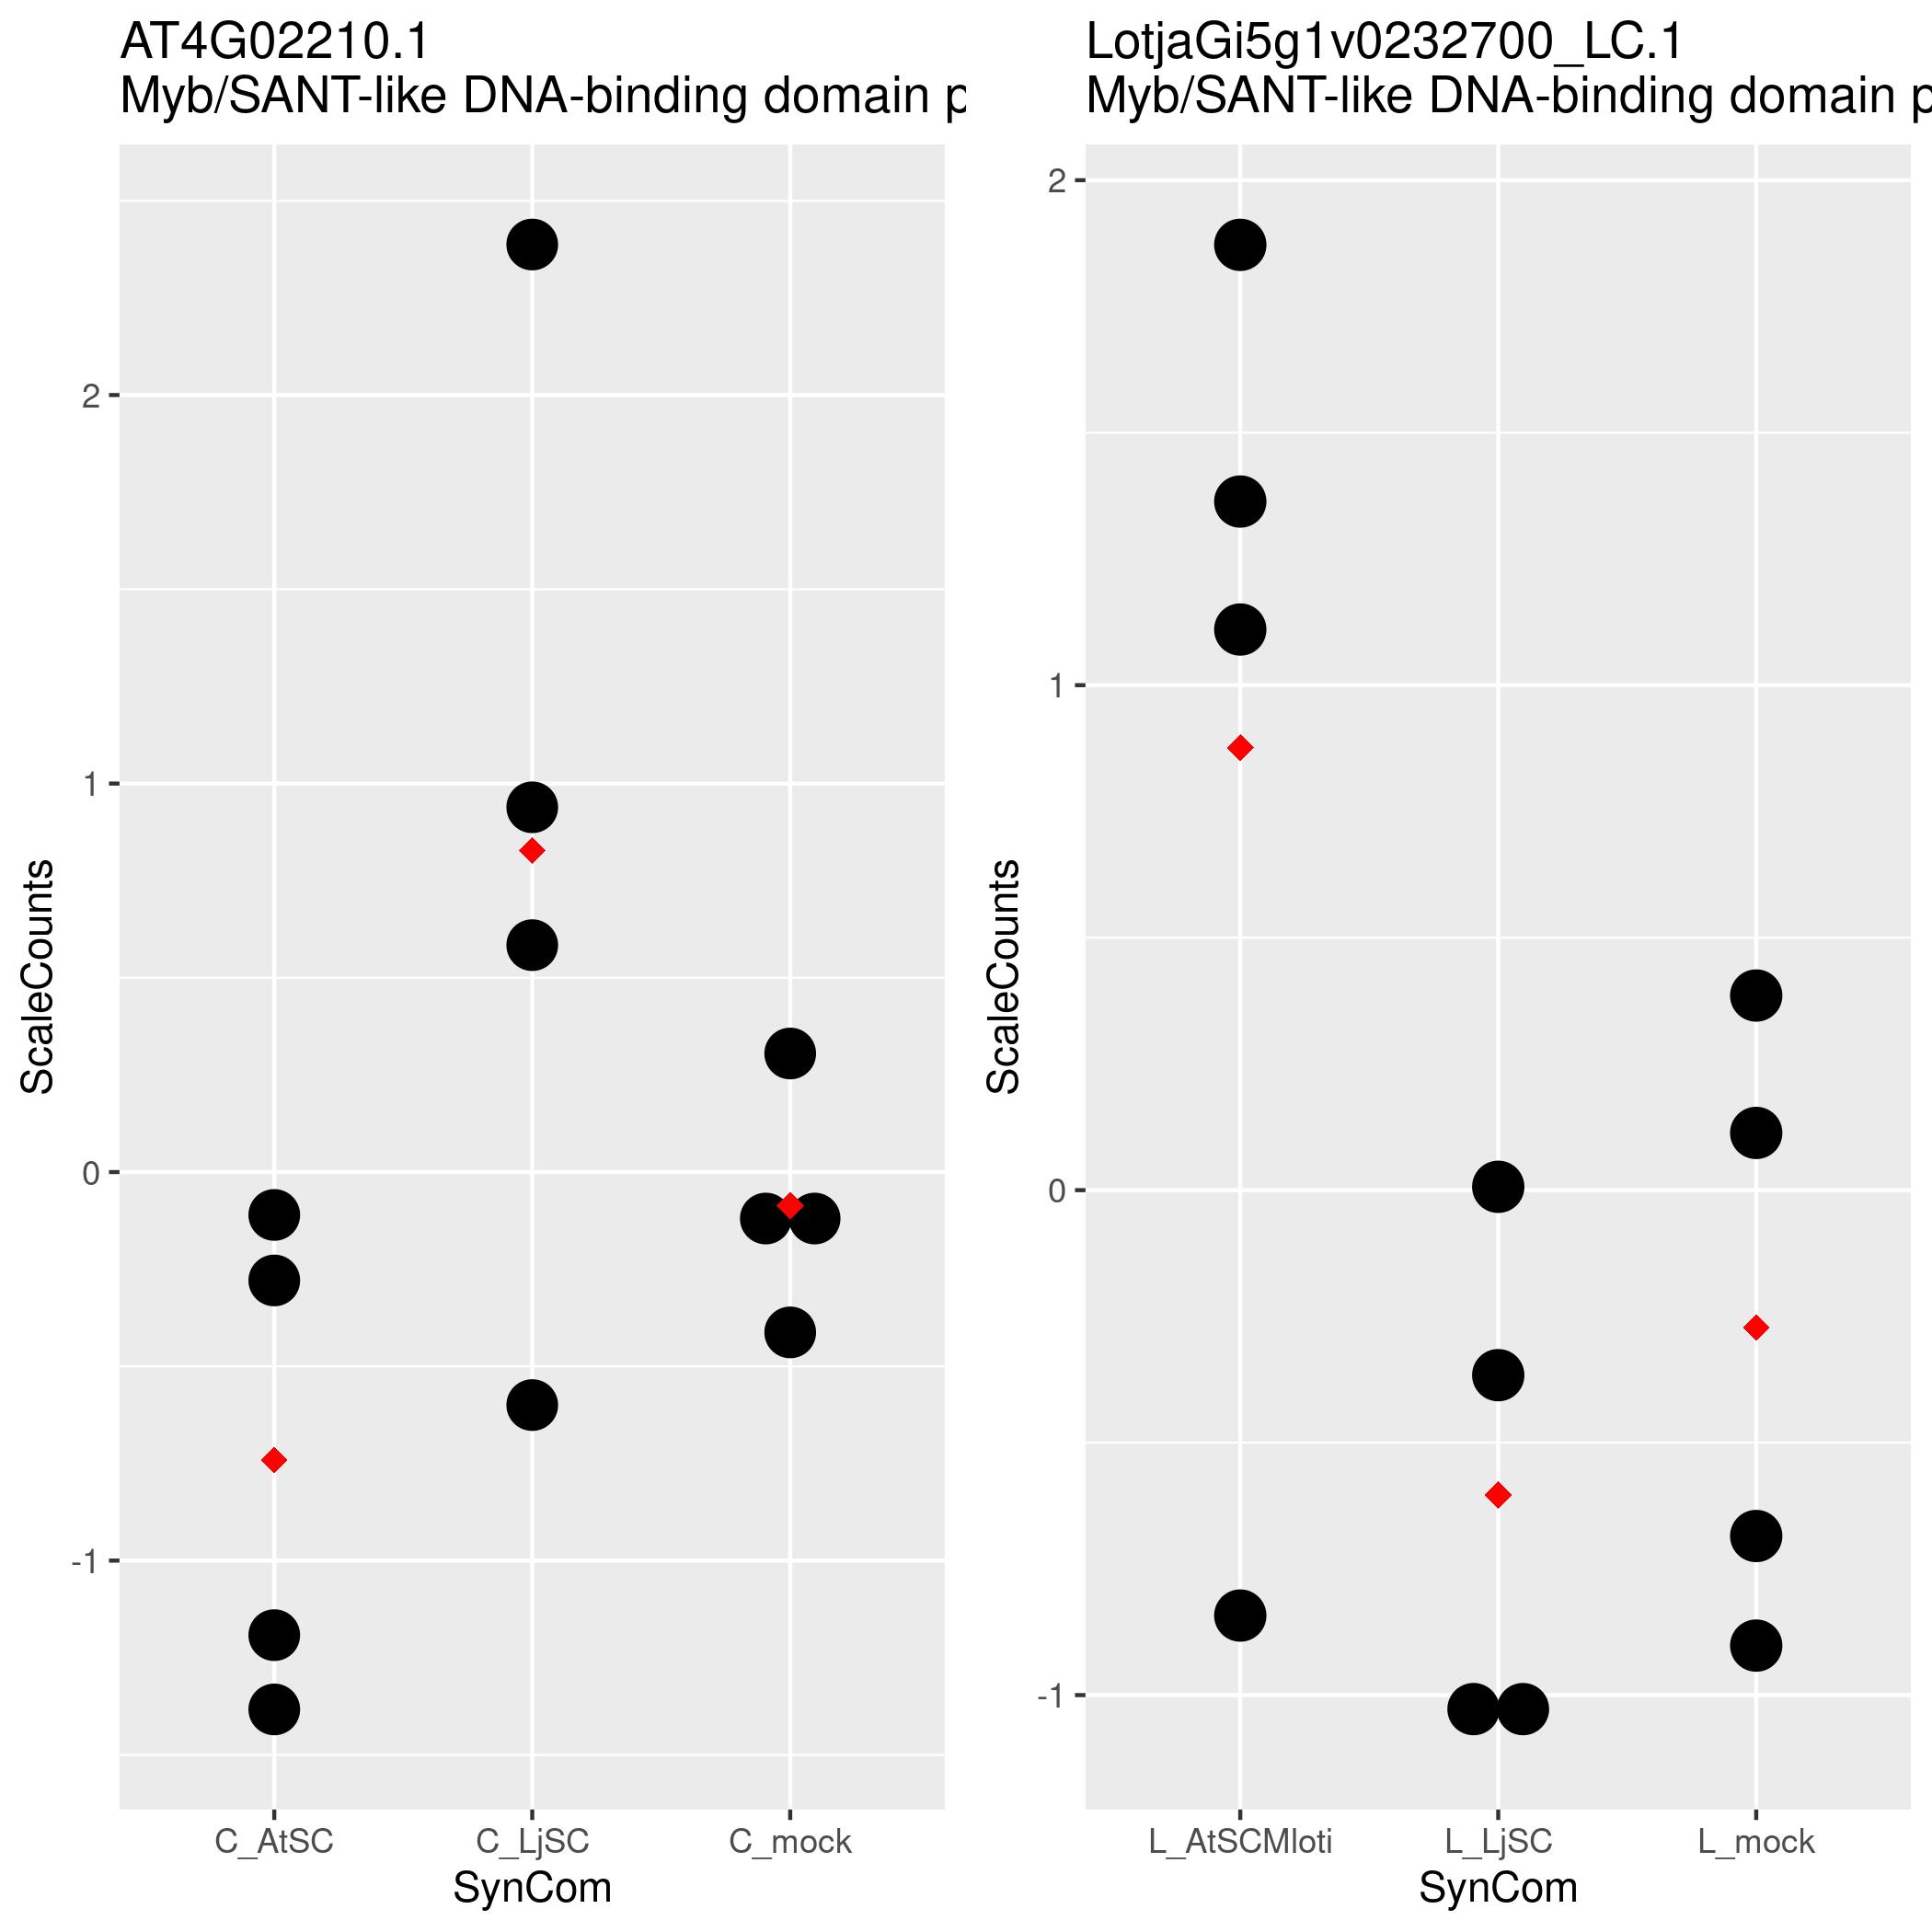 AT4G02210.1
Myb/SANT-like DNA-binding domain p
ScaleCounts
2
1
0
-1
C_AtSC
C_LjSC
C_mock
SynCom
LotjaGi5g1v0232700_LC.1
Myb/SANT-like DNA-binding domain p
ScaleCounts
2
1
0
-1
L_AtSCMloti
L_LjSC
L_mock
SynCom